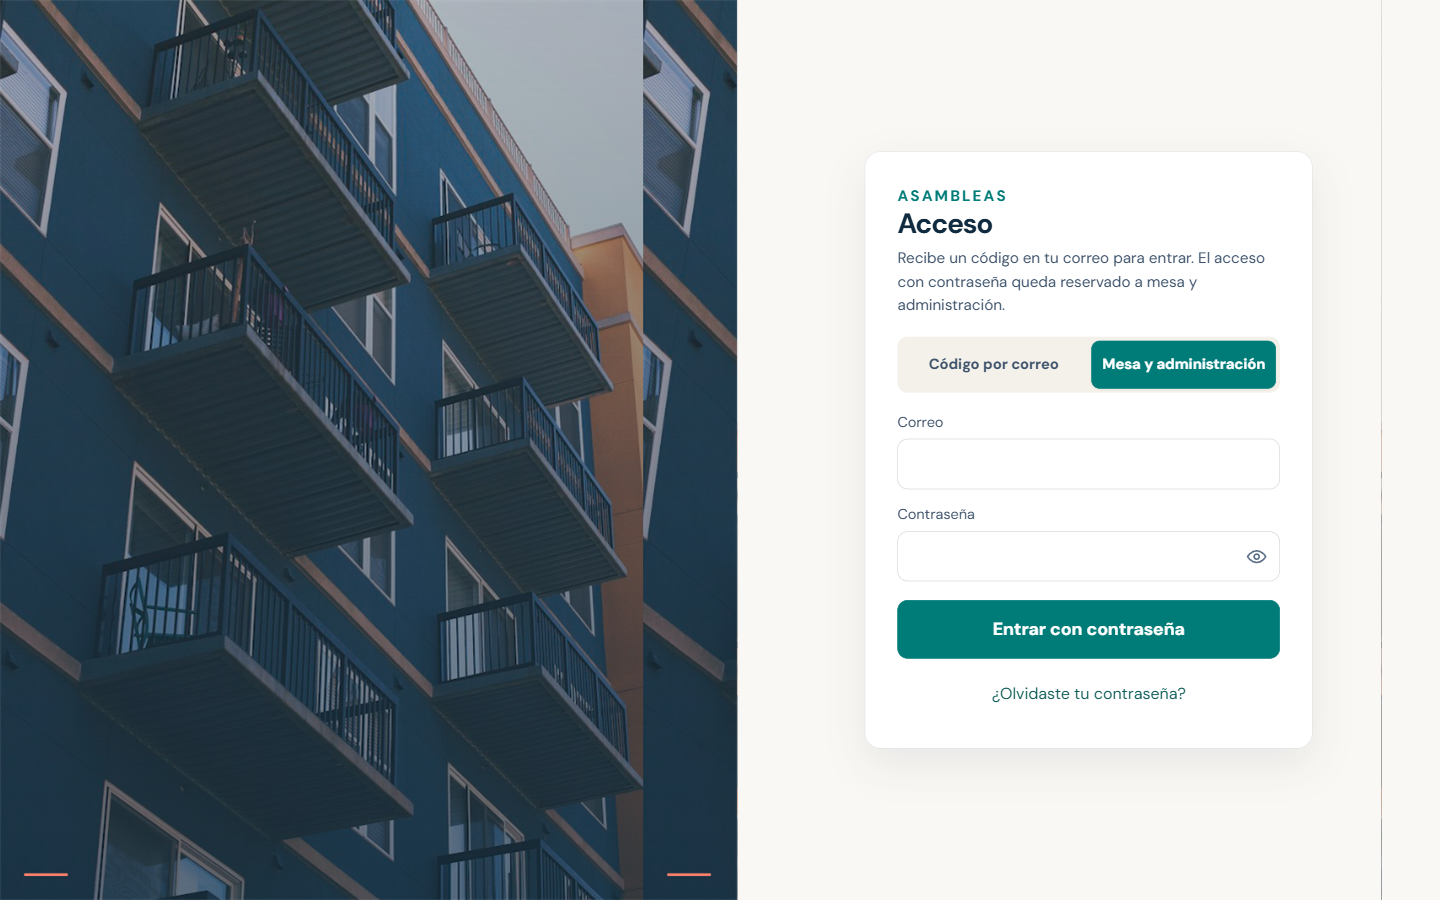 ASAMBLEAS
Acceso
Recibe un código en tu correo para entrar. El acceso
con contraseña queda reservado a mesa y
administración.
Código por correo
Mesa y administración
Correo
Contraseña
Entrar con contraseña
¿Olvidaste tu contraseña?